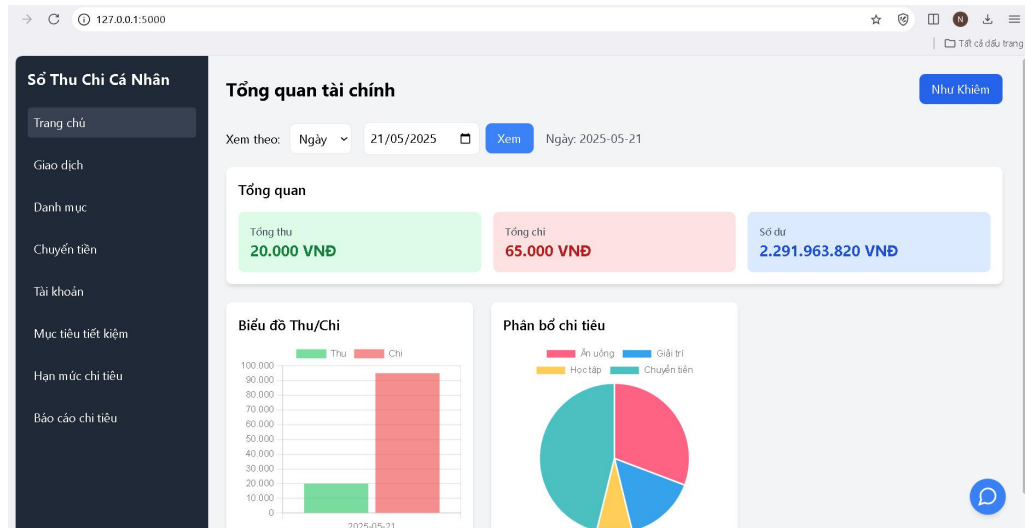 127.0.0.1:5000
N
Tất cả dấu trang
Sổ Thu Chi Cá Nhân
Trang chủ
Giao dịch
Danh mục
Chuyển tiền
Tài khoản
Mục tiêu tiết kiệm
Hạn mức chi tiêu
Báo cáo chi tiêu
Tổng quan tài chính
Như Khiêm
Xem theo: Ngày 21/05/2025 Xem Ngày: 2025-05-21
Tổng quan
Tổng thu
20.000 VNĐ
Tổng chi
65.000 VNĐ
Số dư
2.291.963.820 VNĐ
Biểu đồ Thu/Chi
Thu Chi
100.000
90.000
80.000
70.000
60.000
50.000
40.000
30.000
20.000
10.000
0
2025-05-21
Phân bổ chi tiêu
Ăn uống Giải trí
Học tập Chuyển tiền